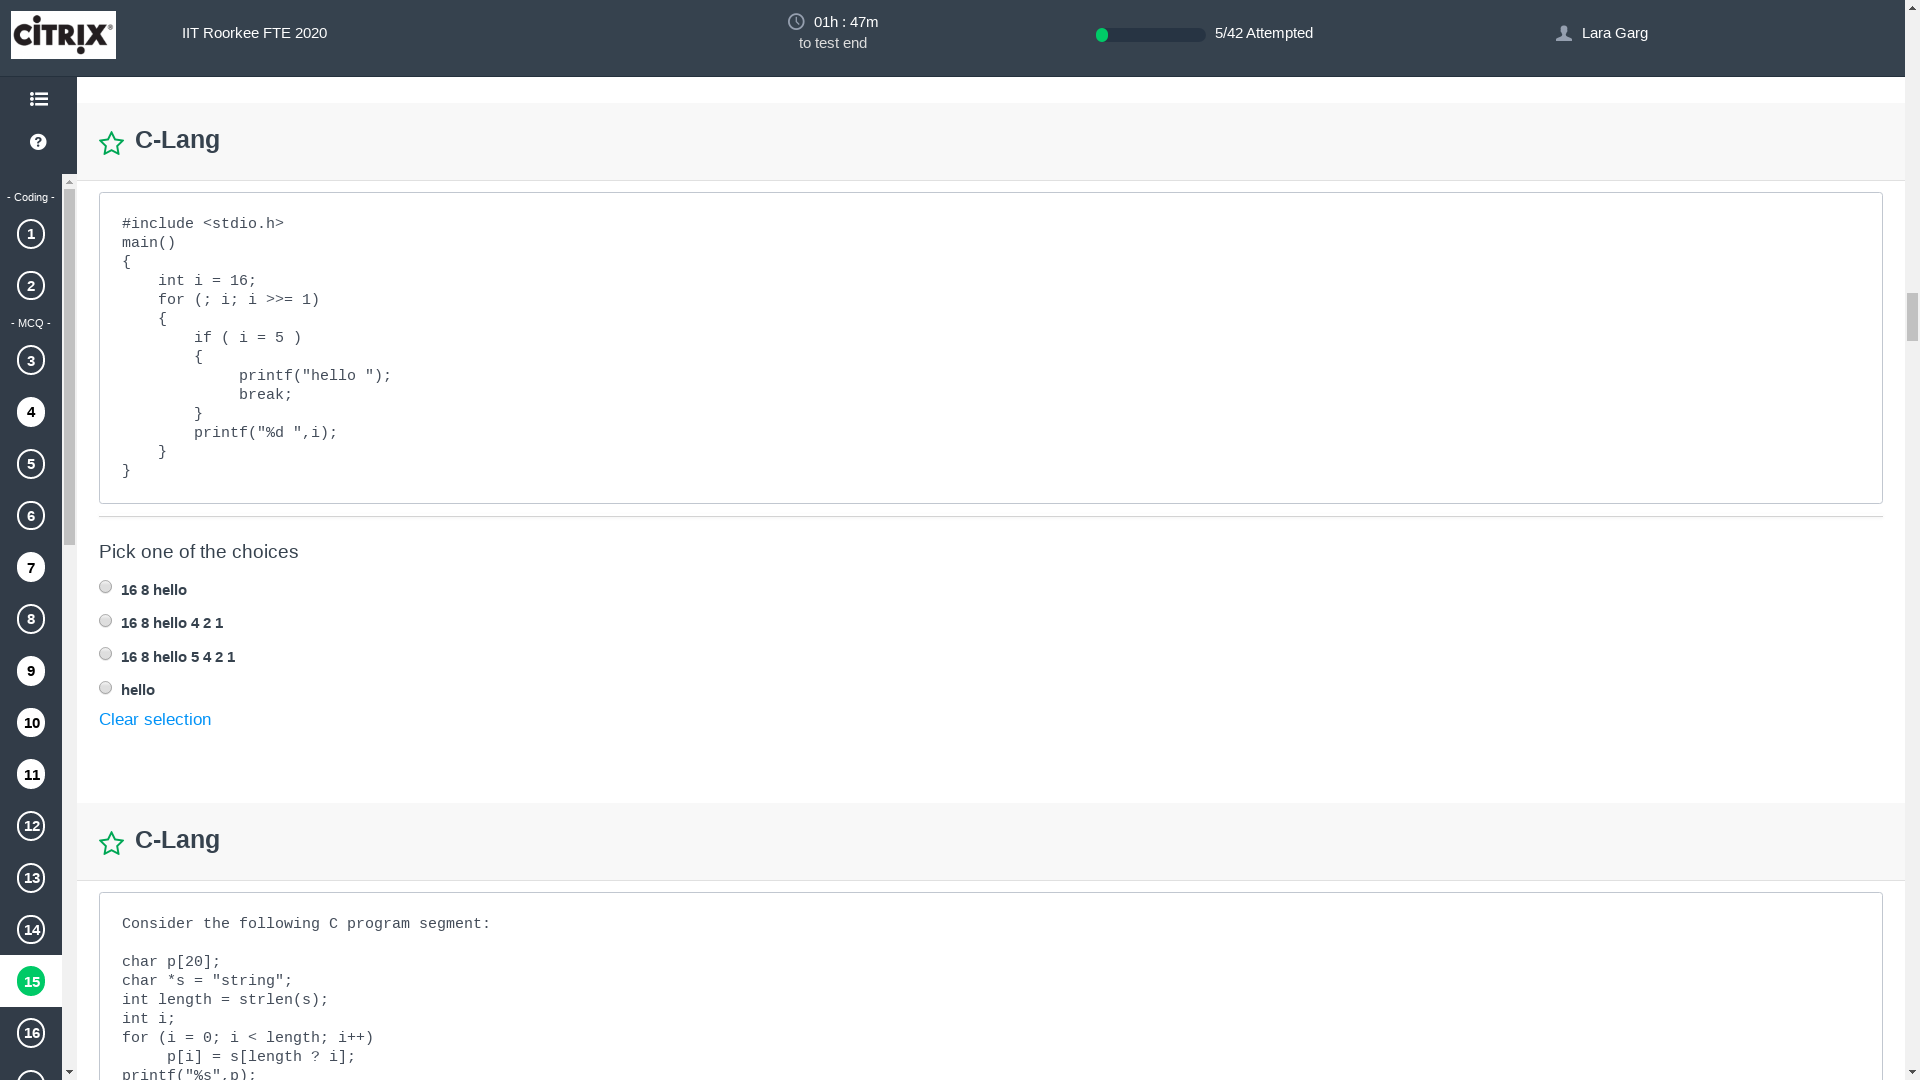 CİTRIX®
IIT Roorkee FTE 2020
01h : 47m
to test end
5/42 Attempted
Lara Garg
- Coding -
1
2
- MCQ -
3
4
5
6
7
8
9
10
11
12
13
14
15
16
C-Lang
#include <stdio.h>
main()
{
    int i = 16;
    for (; i; i >>= 1)
    {
        if ( i = 5 )
        {
             printf("hello ");
             break;
        }
        printf("%d ",i);
    }
}
Pick one of the choices
16 8 hello
16 8 hello 4 2 1
16 8 hello 5 4 2 1
hello
Clear selection
C-Lang
Consider the following C program segment:
char p[20];
char *s = "string";
int length = strlen(s);
int i;
for (i = 0; i < length; i++)
     p[i] = s[length ? i];
printf("%s",p);